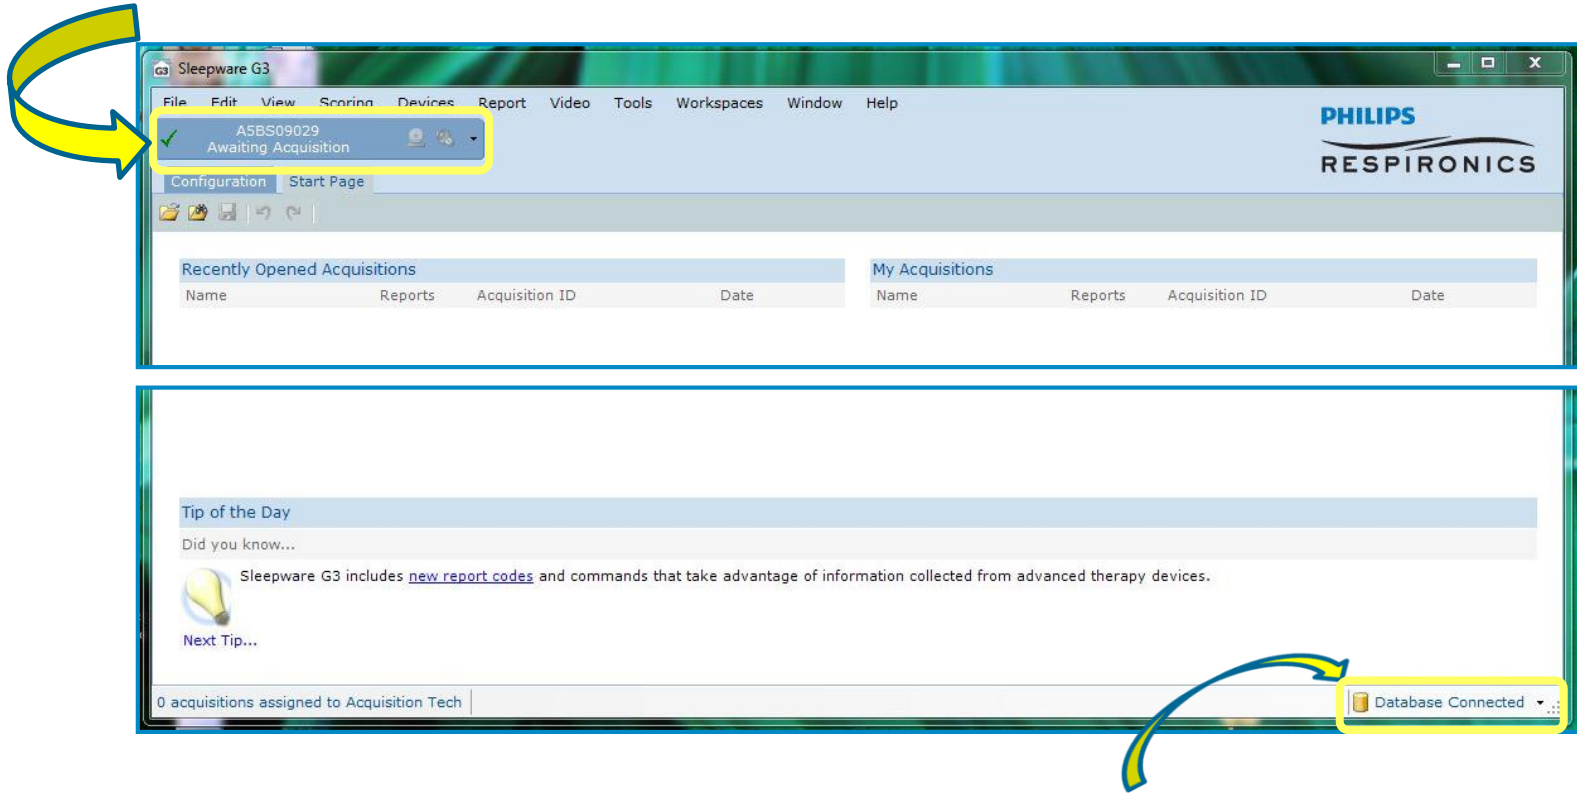 G3 Sleepware G3
File Edit View Scoring Devices Report Video Tools Workspaces Window Help
PHILIPS
RESPIRONICS
A5BS09029
Awaiting Acquisition
Configuration Start Page
Recently Opened Acquisitions
Name Reports Acquisition ID Date
My Acquisitions
Name Reports Acquisition ID Date
Tip of the Day
Did you know...
Sleepware G3 includes new report codes and commands that take advantage of information collected from advanced therapy devices.
Next Tip...
0 acquisitions assigned to Acquisition Tech
Database Connected